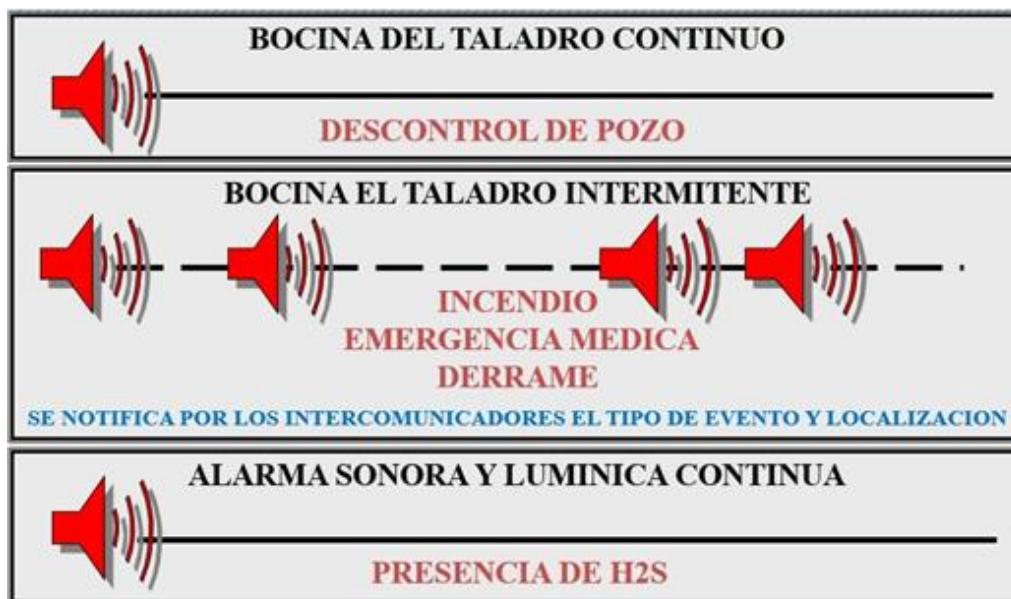 BOCINA DEL TALADRO CONTINUO
DESCONTROL DE POZO
BOCINA EL TALADRO INTERMITENTE
INCENDIO
EMERGENCIA MEDICA
DERRAME
SE NOTIFICA POR LOS INTERCOMUNICADORES EL TIPO DE EVENTO Y LOCALIZACION
ALARMA SONORA Y LUMINICA CONTINUA
PRESENCIA DE H2S